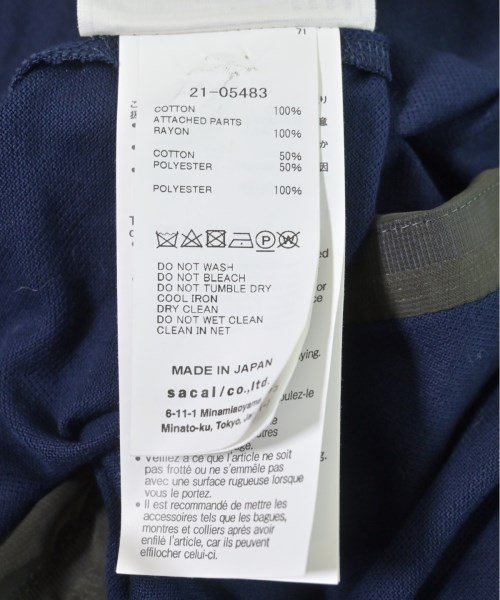 21-05483
COTTON 100%
ATTACHED PARTS
RAYON 100%
COTTON 50%
POLYESTER 50%
POLYESTER 100%
P
DO NOT WASH
DO NOT BLEACH
DO NOT TUMBLE DRY
COOL IRON
DRY CLEAN
DO NOT WET CLEAN
CLEAN IN NET
MADE IN JAPAN
sacai/co.,ltd.
6-11-1 Minamiaoyama
Minato-ku, Tokyo,
• Veillez à ce que l'article ne soit
pas frotté ou ne s'emmêle pas
avec une surface rugueuse lorsque
vous le portez.
• Il est recommandé de mettre les
accessoires tels que les bagues,
montres et colliers après avoir
enfilé l'article, car ils peuvent
effilocher celui-ci.